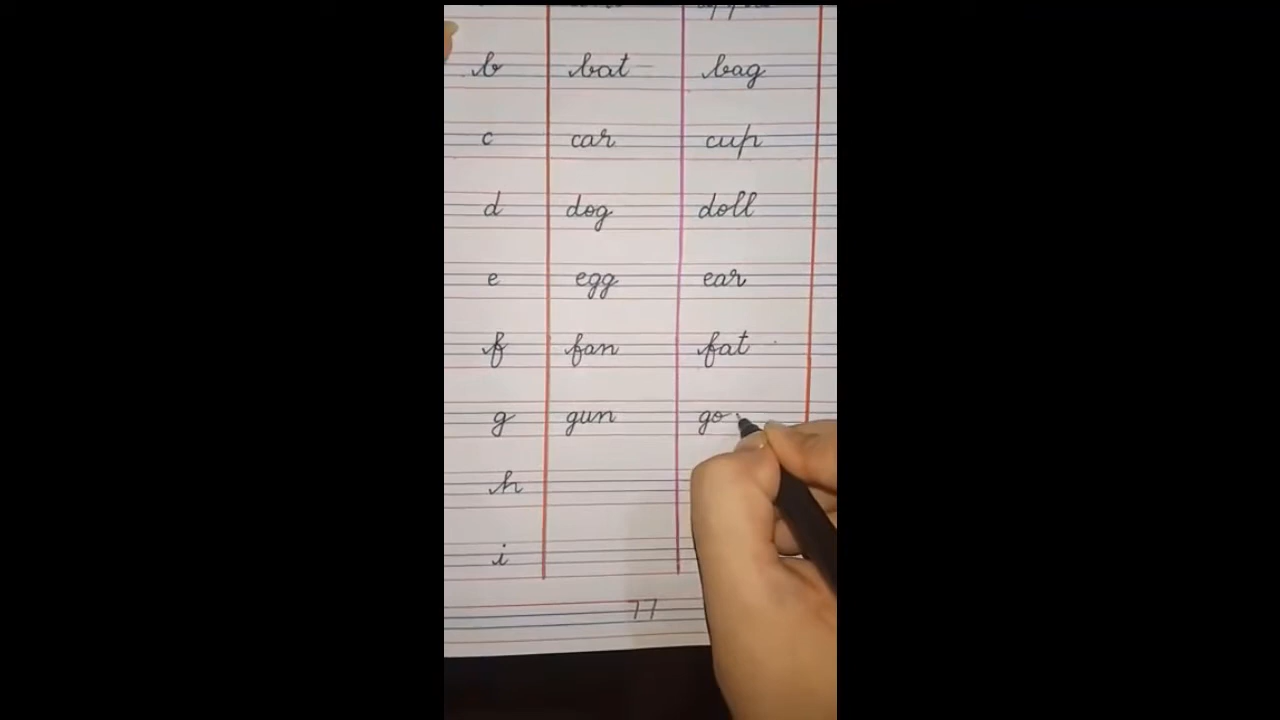 b bat bag
c car cup
d dog doll
e egg ear
f fan fat
g gun go
h
i
77